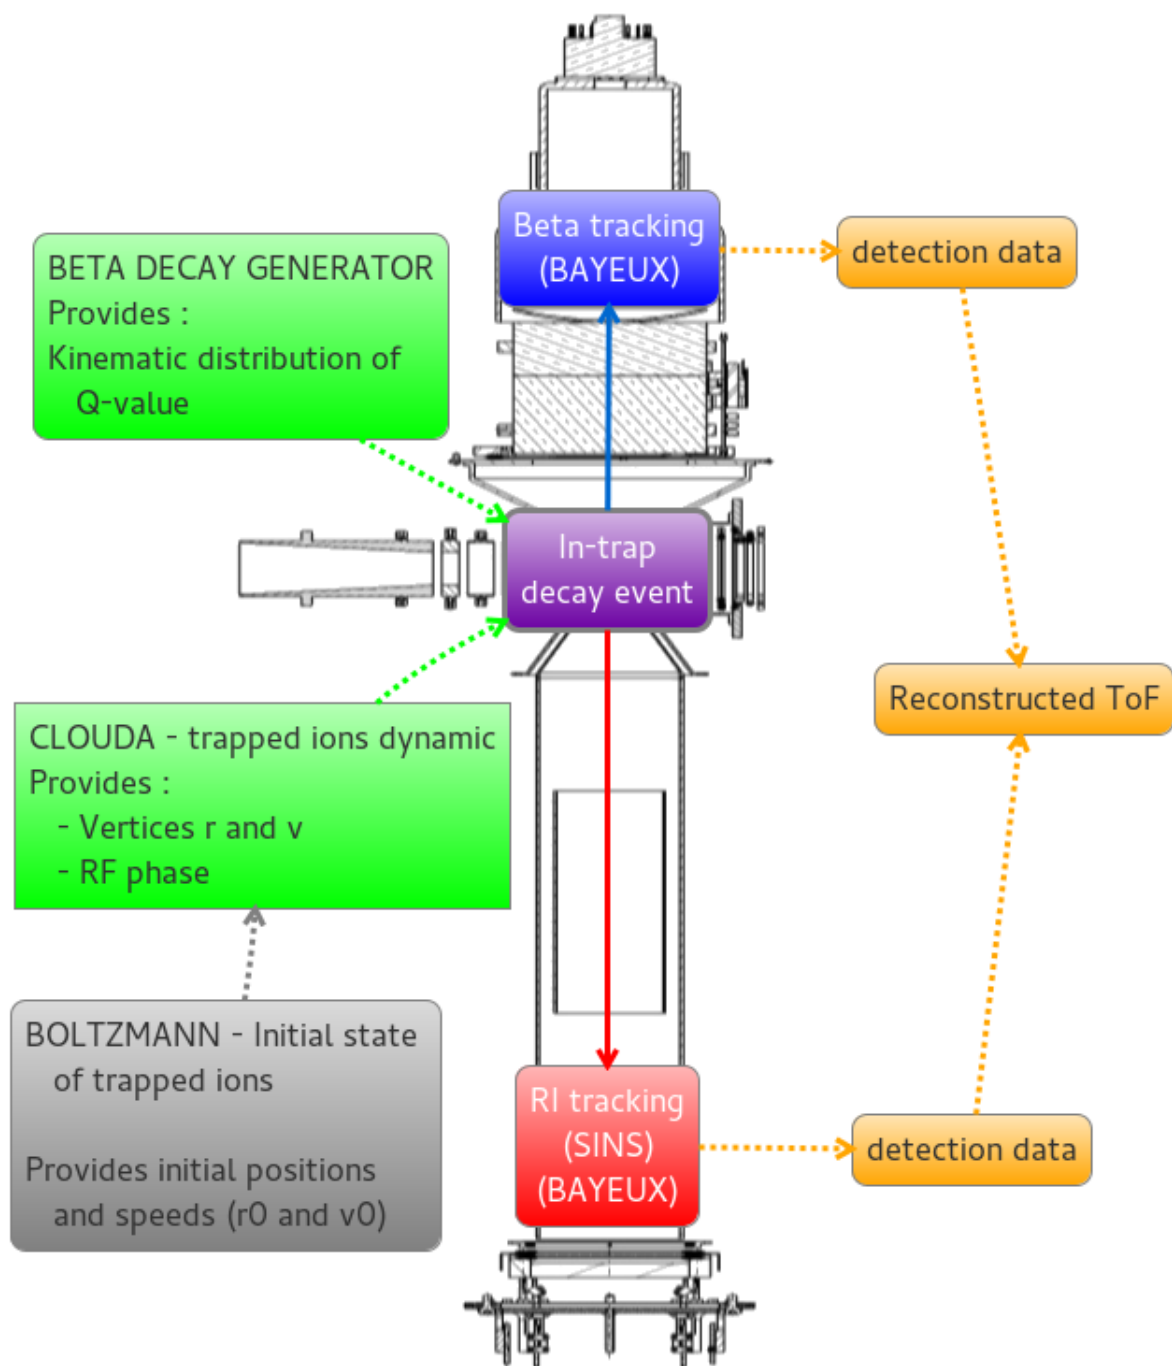 Beta tracking
(BAYEUX)
detection data
BETA DECAY GENERATOR
Provides :
Kinematic distribution of
Q-value
In-trap
decay event
Reconstructed ToF
CLOUDA - trapped ions dynamic
Provides :
- Vertices r and v
- RF phase
BOLTZMANN - Initial state
of trapped ions
Provides initial positions
and speeds (r0 and v0)
RI tracking
(SINS)
(BAYEUX)
detection data